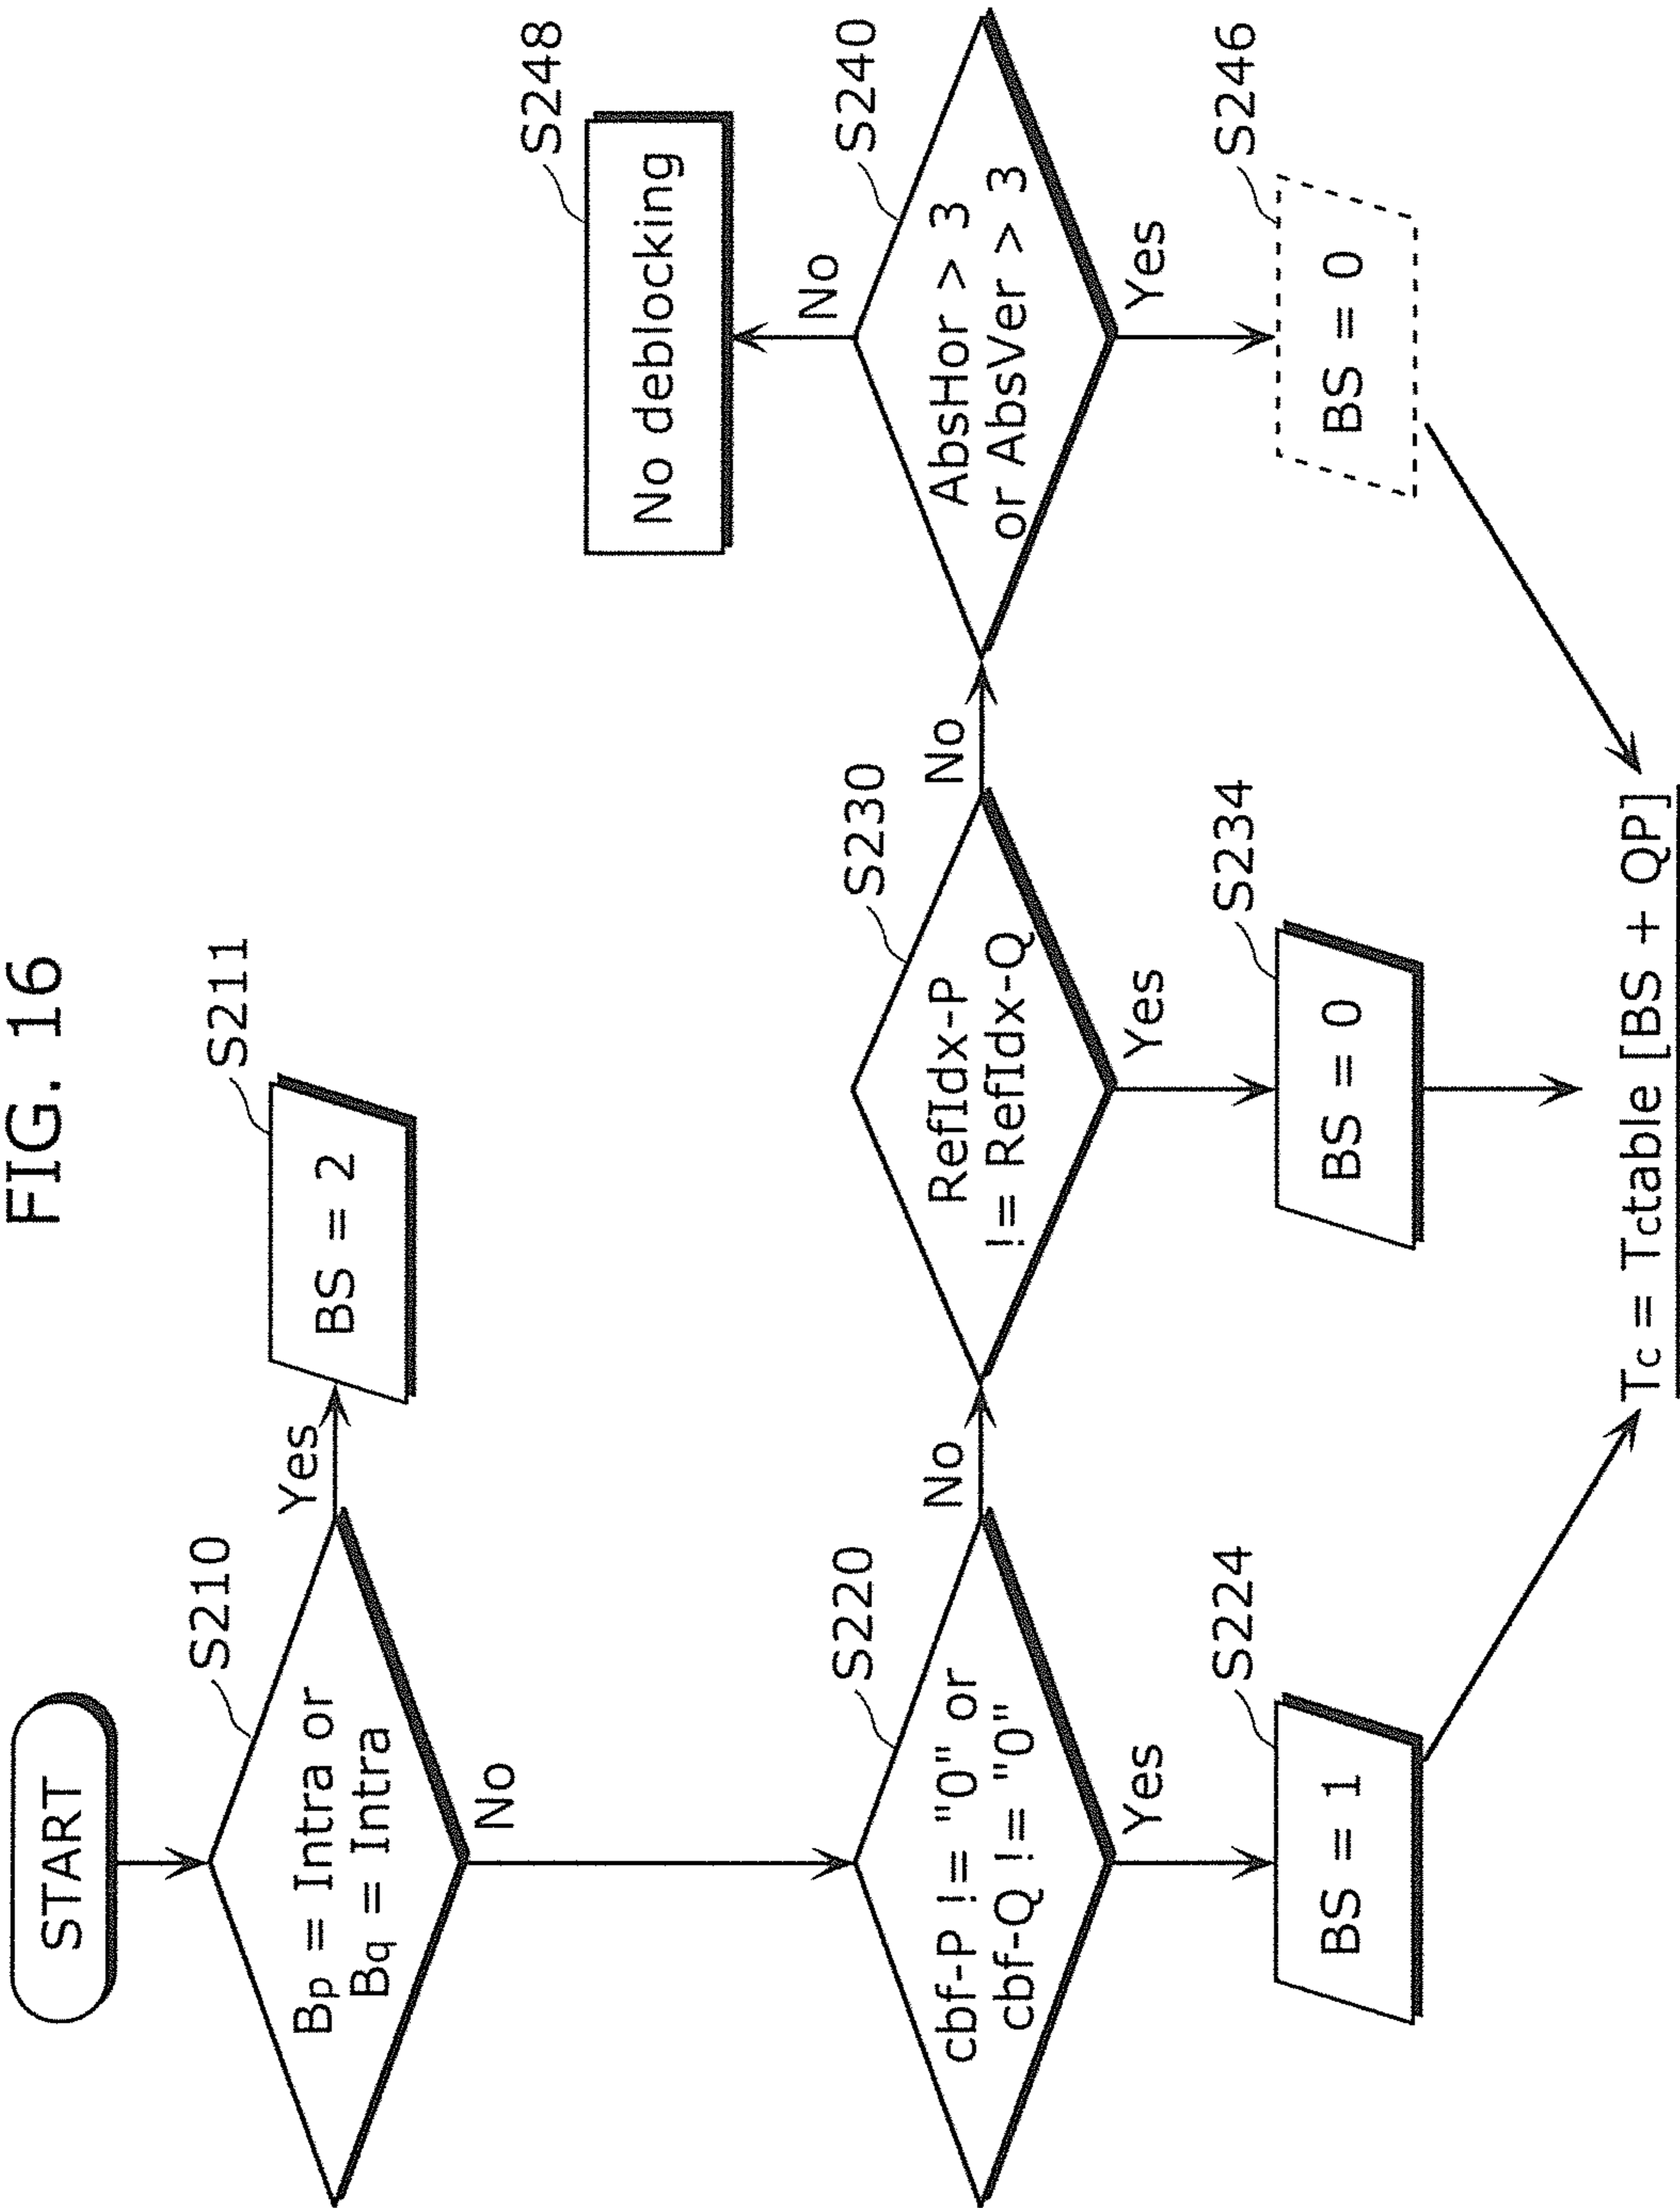 FIG. 16
START
S210
Bp = Intra or
Bq = Intra
Yes
S211
BS = 2
No
S220
cbf-P != "0" or
cbf-Q != "0"
No
S230
RefIdx-P
!= RefIdx-Q
No
S240
AbsHor > 3
or AbsVer > 3
No
S248
No deblocking
Yes
S224
BS = 1
Yes
S234
BS = 0
Yes
S246
BS = 0
Tc = Tctable [BS + QP]